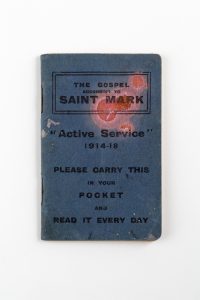 THE GOSPEL
ACCORDING TO
SAINT MARK
"Active Service"
1914-18
PLEASE CARRY THIS
IN YOUR
POCKET
AND
READ IT EVERY DAY